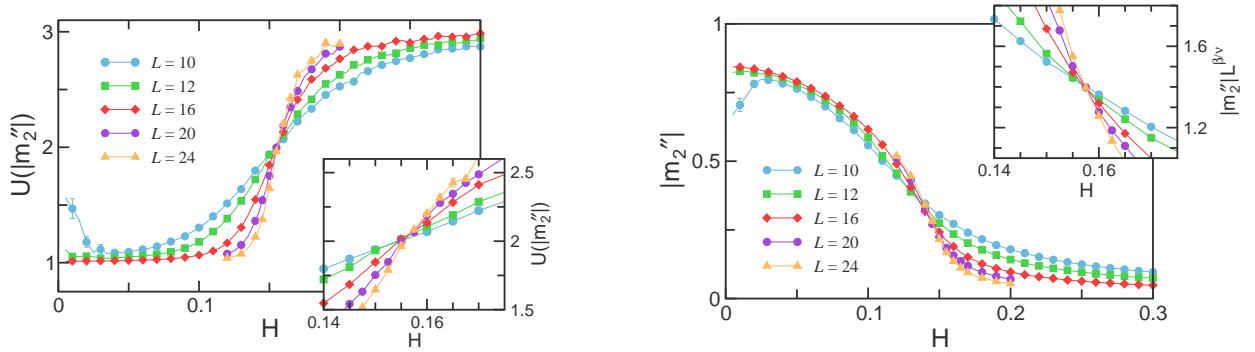 3
2
1
U(|m₂″|)
L = 10
L = 12
L = 16
L = 20
L = 24
0
0.1
H
2.5
2
1.5
U(|m₂″|)
0.14
0.16
H
1
0.5
0
|m₂″|
L = 10
L = 12
L = 16
L = 20
L = 24
0
0.1
0.2
0.3
H
1.6
1.2
|m₂″|L^β/ν
0.14
0.16
H